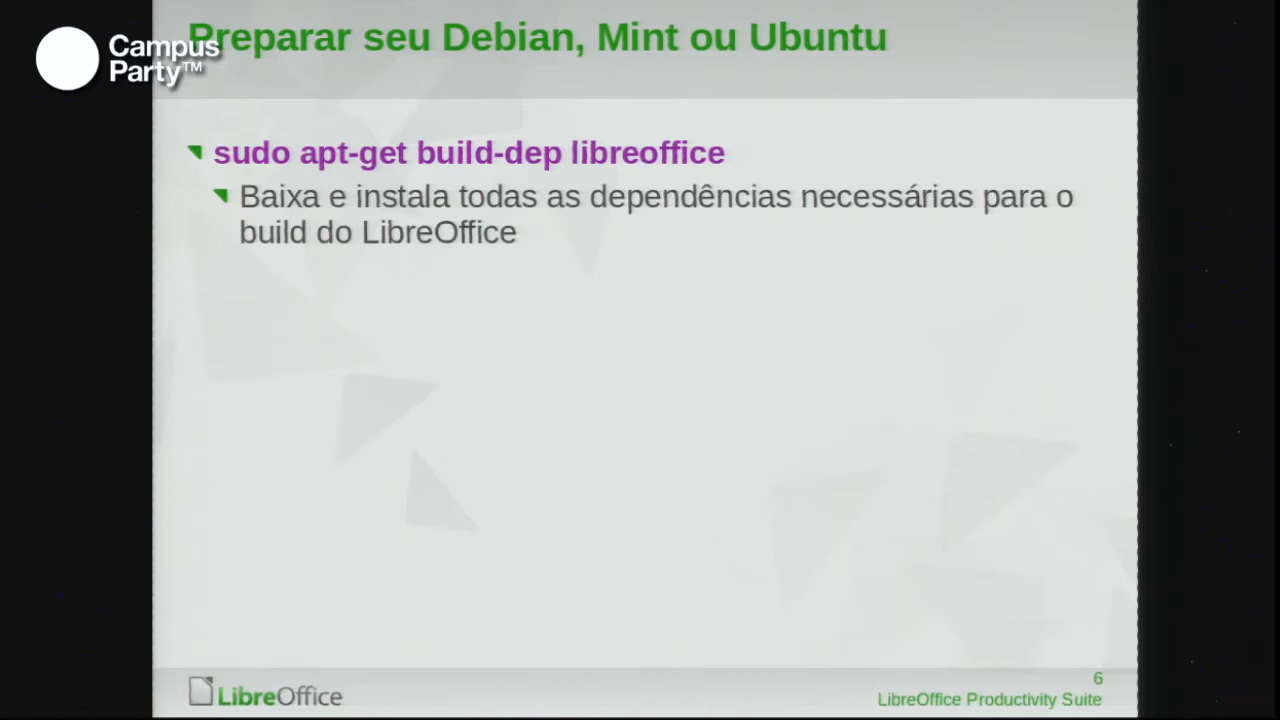 Campus
Party™
Preparar seu Debian, Mint ou Ubuntu
sudo apt-get build-dep libreoffice
Baixa e instala todas as dependências necessárias para o
build do LibreOffice
LibreOffice
6
LibreOffice Productivity Suite